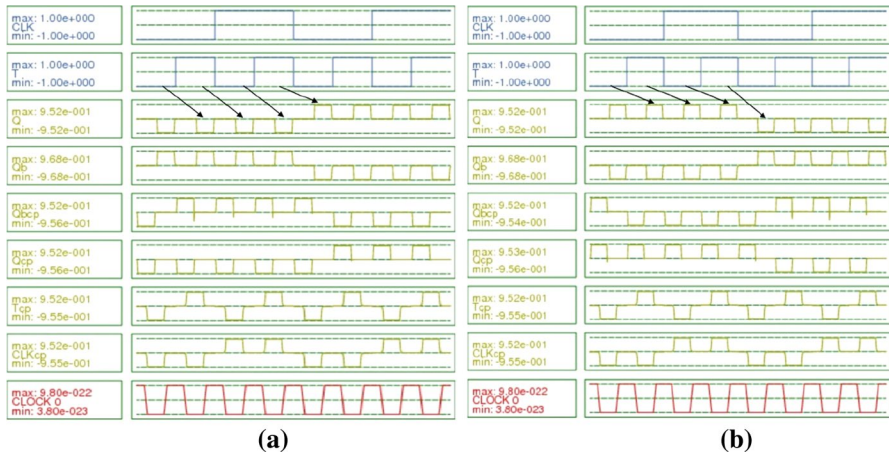 max: 1.00e+000
CLK
min: -1.00e+000
max: 1.00e+000
T
min: -1.00e+000
max: 9.52e-001
Q
min: -9.52e-001
max: 9.68e-001
Qb
min: -9.68e-001
max: 9.52e-001
Qbcp
min: -9.56e-001
max: 9.52e-001
Qcp
min: -9.56e-001
max: 9.52e-001
Tcp
min: -9.55e-001
max: 9.52e-001
CLKcp
min: -9.55e-001
max: 9.80e-022
CLOCK 0
min: 3.80e-023
(a)
max: 1.00e+000
CLK
min: -1.00e+000
max: 1.00e+000
T
min: -1.00e+000
max: 9.52e-001
Q
min: -9.52e-001
max: 9.68e-001
Qb
min: -9.68e-001
max: 9.52e-001
Qbcp
min: -9.54e-001
max: 9.53e-001
Qcp
min: -9.56e-001
max: 9.52e-001
Tcp
min: -9.55e-001
max: 9.52e-001
CLKcp
min: -9.55e-001
max: 9.80e-022
CLOCK 0
min: 3.80e-023
(b)